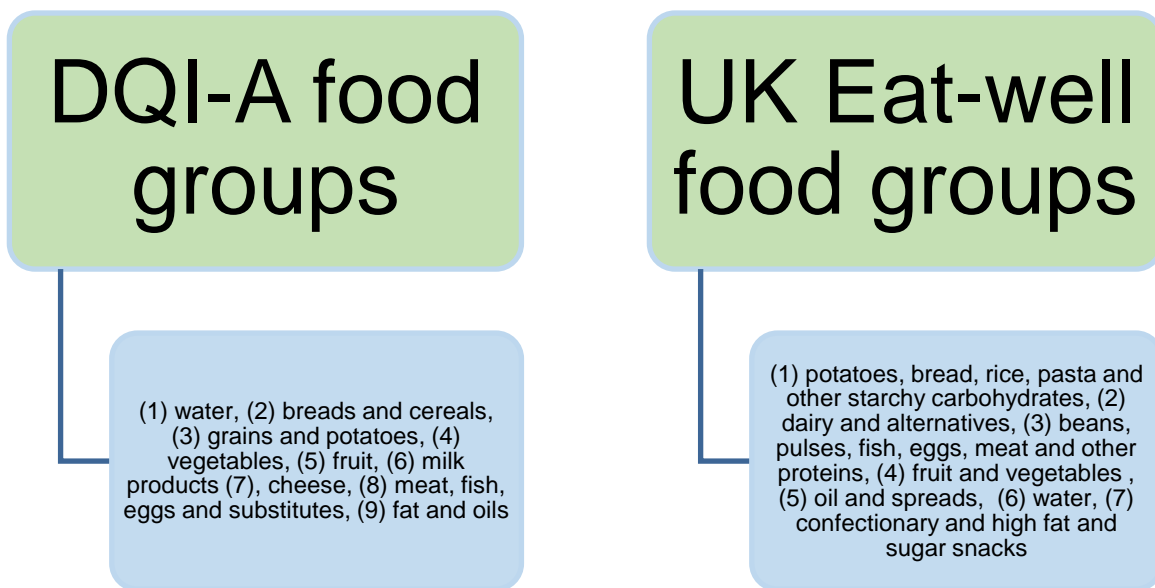 DQI-A food
groups
(1) water, (2) breads and cereals,
(3) grains and potatoes, (4)
vegetables, (5) fruit, (6) milk
products (7), cheese, (8) meat, fish,
eggs and substitutes, (9) fat and oils
UK Eat-well
food groups
(1) potatoes, bread, rice, pasta and
other starchy carbohydrates, (2)
dairy and alternatives, (3) beans,
pulses, fish, eggs, meat and other
proteins, (4) fruit and vegetables ,
(5) oil and spreads, (6) water, (7)
confectionary and high fat and
sugar snacks